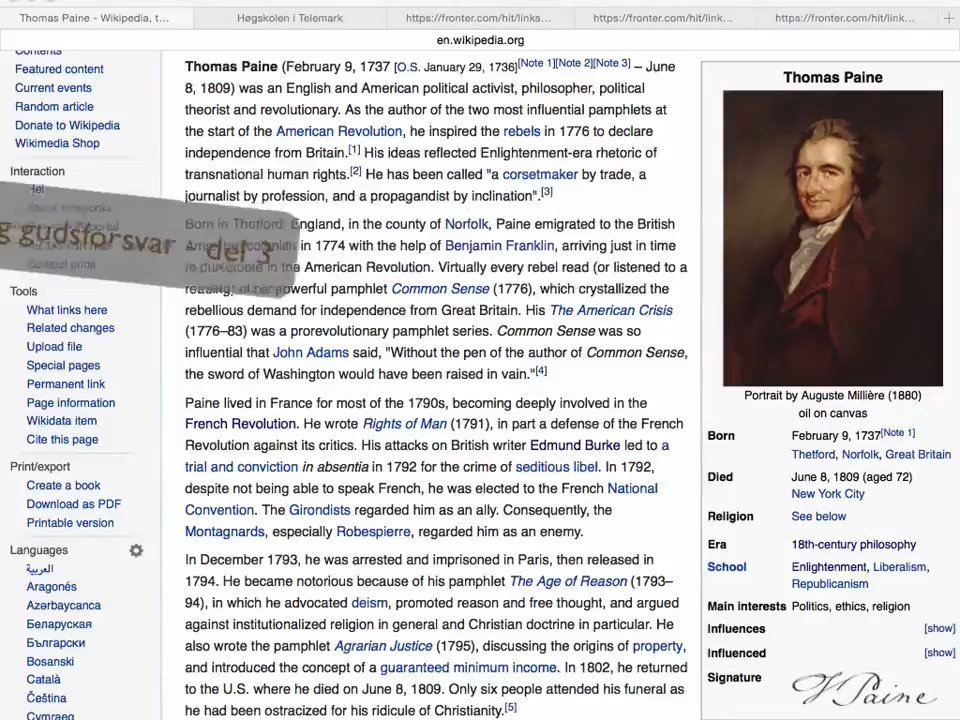 Thomas Paine - Wikipedia, t...
Høgskolen i Telemark
https://fronter.com/hit/links...
https://fronter.com/hit/link...
https://fronter.com/hit/link...
en.wikipedia.org
Contents
Featured content
Current events
Random article
Donate to Wikipedia
Wikimedia Shop
Interaction
Hel
gudsforsvar del 3
Tools
What links here
Related changes
Upload file
Special pages
Permanent link
Page information
Wikidata item
Cite this page
Print/export
Create a book
Download as PDF
Printable version
Languages
العربية
Aragonés
Azərbaycanca
Беларуская
Български
Bosanski
Català
Čeština
Cymraeg
Thomas Paine (February 9, 1737 [O.S. January 29, 1736][Note 1][Note 2][Note 3] – June
8, 1809) was an English and American political activist, philosopher, political
theorist and revolutionary. As the author of the two most influential pamphlets at
the start of the American Revolution, he inspired the rebels in 1776 to declare
independence from Britain.[1] His ideas reflected Enlightenment-era rhetoric of
transnational human rights.[2] He has been called "a corsetmaker by trade, a
journalist by profession, and a propagandist by inclination".[3]
Born in Thetford, England, in the county of Norfolk, Paine emigrated to the British
in 1774 with the help of Benjamin Franklin, arriving just in time
the American Revolution. Virtually every rebel read (or listened to a
powerful pamphlet Common Sense (1776), which crystallized the
rebellious demand for independence from Great Britain. His The American Crisis
(1776–83) was a prorevolutionary pamphlet series. Common Sense was so
influential that John Adams said, "Without the pen of the author of Common Sense,
the sword of Washington would have been raised in vain."[4]
Paine lived in France for most of the 1790s, becoming deeply involved in the
French Revolution. He wrote Rights of Man (1791), in part a defense of the French
Revolution against its critics. His attacks on British writer Edmund Burke led to a
trial and conviction in absentia in 1792 for the crime of seditious libel. In 1792,
despite not being able to speak French, he was elected to the French National
Convention. The Girondists regarded him as an ally. Consequently, the
Montagnards, especially Robespierre, regarded him as an enemy.
In December 1793, he was arrested and imprisoned in Paris, then released in
1794. He became notorious because of his pamphlet The Age of Reason (1793–
94), in which he advocated deism, promoted reason and free thought, and argued
against institutionalized religion in general and Christian doctrine in particular. He
also wrote the pamphlet Agrarian Justice (1795), discussing the origins of property,
and introduced the concept of a guaranteed minimum income. In 1802, he returned
to the U.S. where he died on June 8, 1809. Only six people attended his funeral as
he had been ostracized for his ridicule of Christianity.[5]
Thomas Paine
Portrait by Auguste Millière (1880)
oil on canvas
Born February 9, 1737[Note 1]
Thetford, Norfolk, Great Britain
Died June 8, 1809 (aged 72)
New York City
Religion See below
Era 18th-century philosophy
School Enlightenment, Liberalism,
Republicanism
Main interests Politics, ethics, religion
Influences [show]
Influenced [show]
Signature
Paine